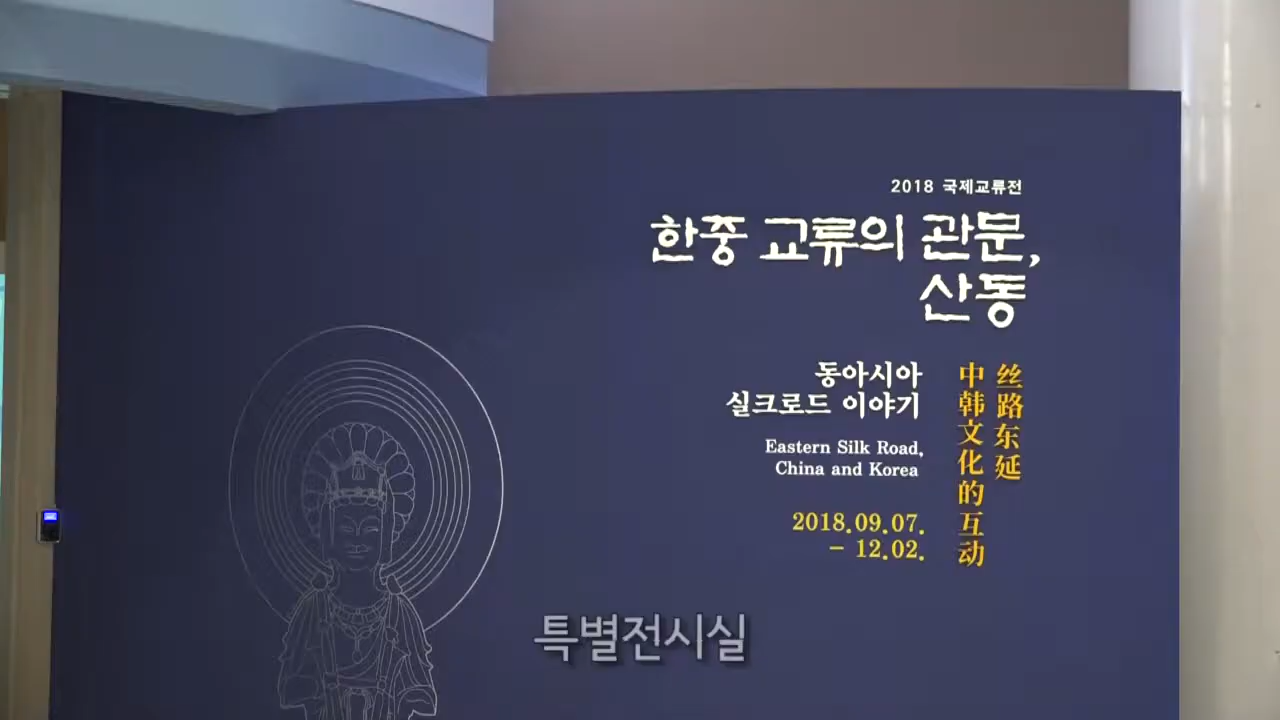 2018 국제교류전
한중 교류의 관문,
산동
동아시아
실크로드 이야기
Eastern Silk Road,
China and Korea
2018.09.07.
- 12.02.
丝路东延
中韩文化的互动
특별전시실